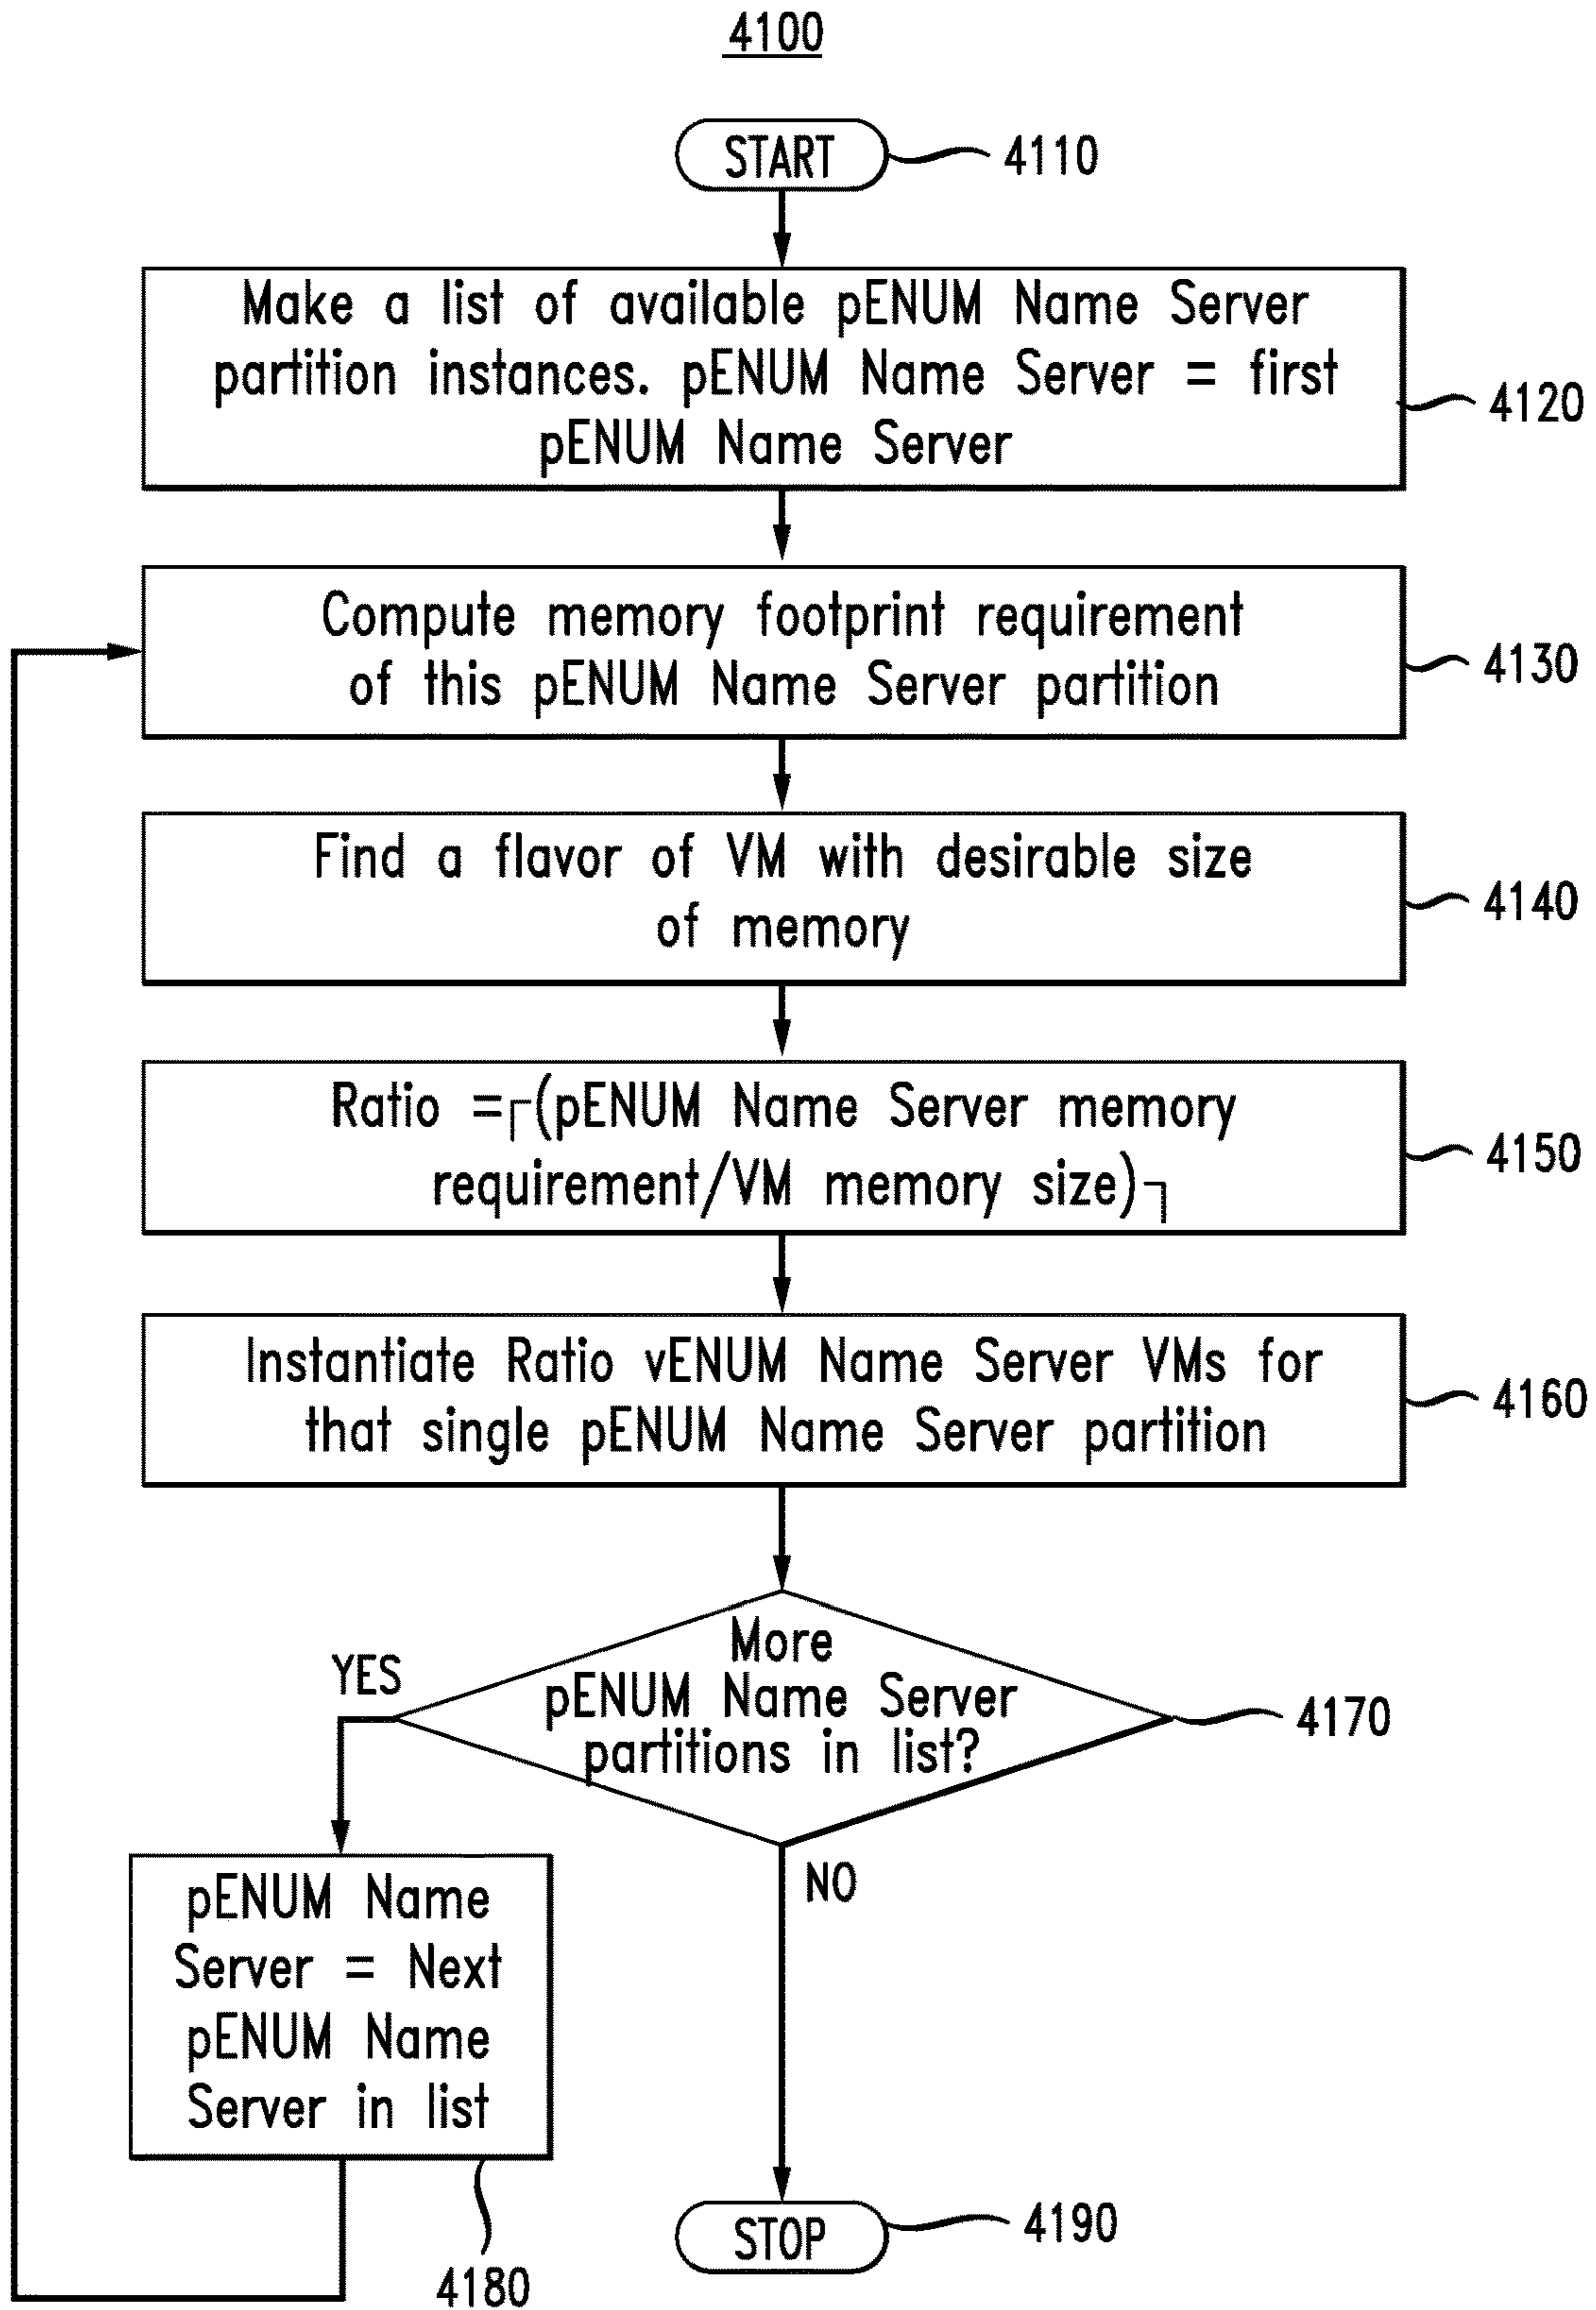 4100
START
4110
Make a list of available pENUM Name Server
partition instances. pENUM Name Server = first
pENUM Name Server
4120
Compute memory footprint requirement
of this pENUM Name Server partition
4130
Find a flavor of VM with desirable size
of memory
4140
Ratio =┌(pENUM Name Server memory
requirement/VM memory size)┐
4150
Instantiate Ratio vENUM Name Server VMs for
that single pENUM Name Server partition
4160
More
pENUM Name Server
partitions in list?
4170
YES
NO
pENUM Name
Server = Next
pENUM Name
Server in list
4180
STOP
4190